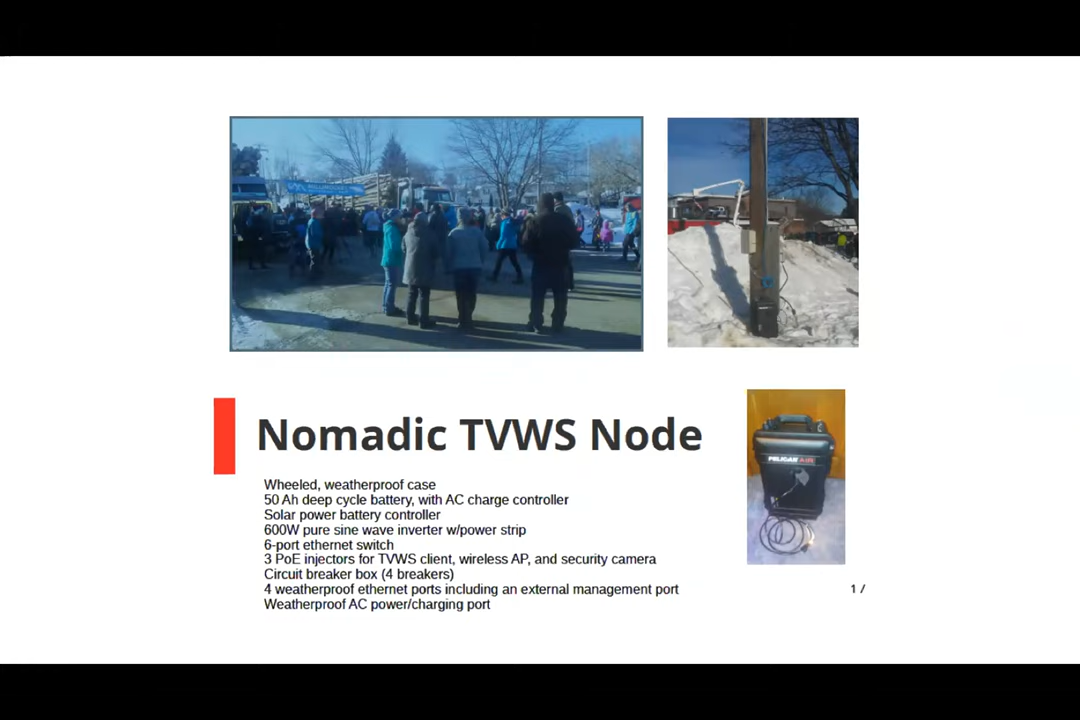 Nomadic TVWS Node
PELICAN AIR
Wheeled, weatherproof case
50 Ah deep cycle battery, with AC charge controller
Solar power battery controller
600W pure sine wave inverter w/power strip
6-port ethernet switch
3 PoE injectors for TVWS client, wireless AP, and security camera
Circuit breaker box (4 breakers)
4 weatherproof ethernet ports including an external management port
Weatherproof AC power/charging port
1 /